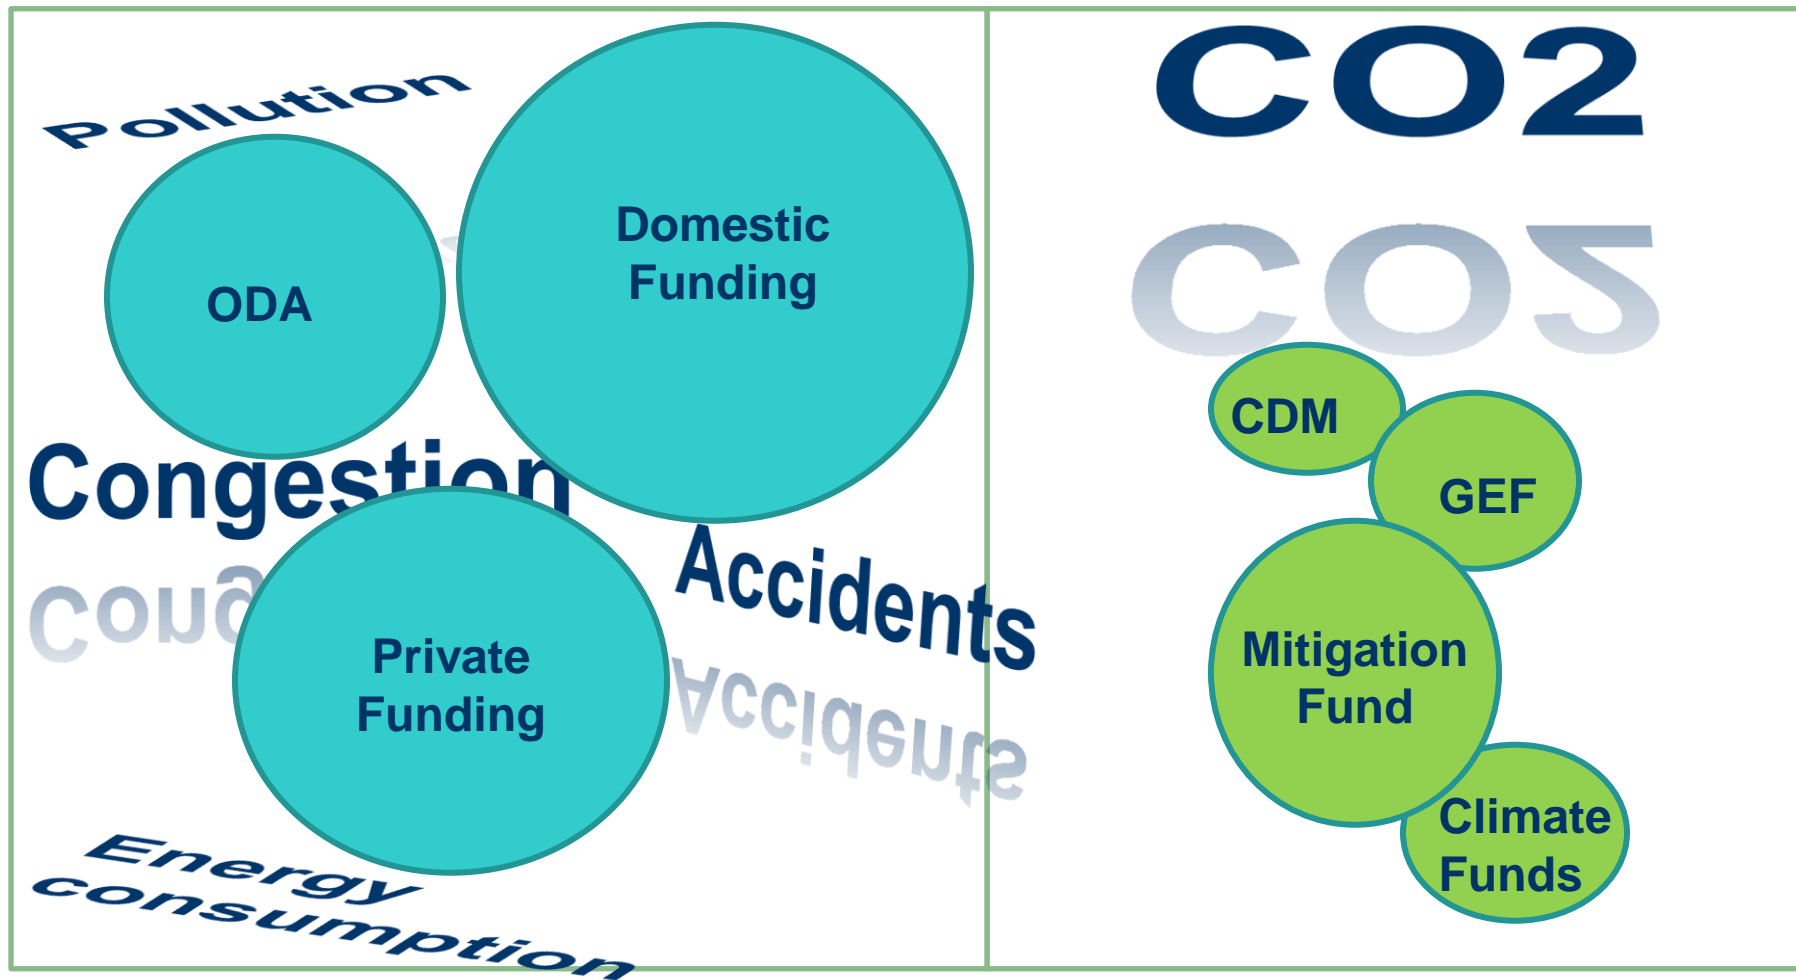 Pollution
ODA
Domestic
Funding
Congestion
Accidents
Private
Funding
Energy
consumption
CO2
CDM
GEF
Mitigation
Fund
Climate
Funds